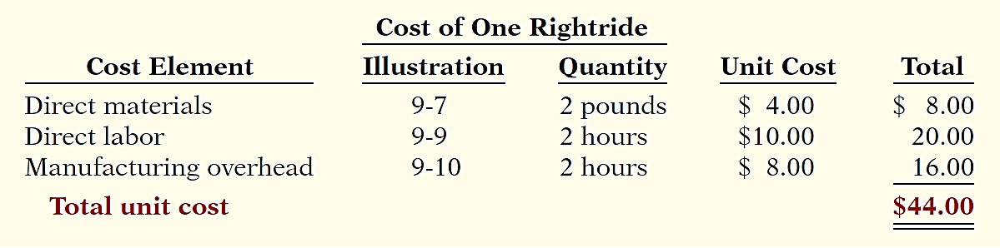 Cost of One Rightride
Cost Element Illustration Quantity Unit Cost Total
Direct materials 9-7 2 pounds $ 4.00 $ 8.00
Direct labor 9-9 2 hours $10.00 20.00
Manufacturing overhead 9-10 2 hours $ 8.00 16.00
Total unit cost $44.00